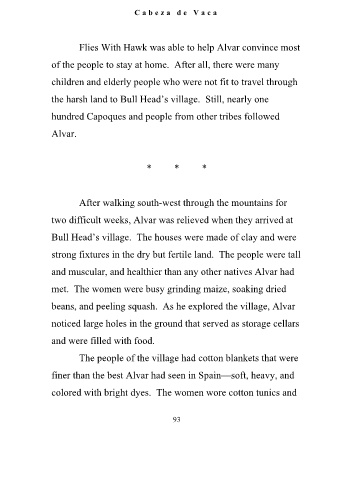 Cabeza de Vaca
Flies With Hawk was able to help Alvar convince most
of the people to stay at home. After all, there were many
children and elderly people who were not fit to travel through
the harsh land to Bull Head's village. Still, nearly one
hundred Capoques and people from other tribes followed
Alvar.
* * *
After walking south-west through the mountains for
two difficult weeks, Alvar was relieved when they arrived at
Bull Head's village. The houses were made of clay and were
strong fixtures in the dry but fertile land. The people were tall
and muscular, and healthier than any other natives Alvar had
met. The women were busy grinding maize, soaking dried
beans, and peeling squash. As he explored the village, Alvar
noticed large holes in the ground that served as storage cellars
and were filled with food.
The people of the village had cotton blankets that were
finer than the best Alvar had seen in Spain—soft, heavy, and
colored with bright dyes. The women wore cotton tunics and
93